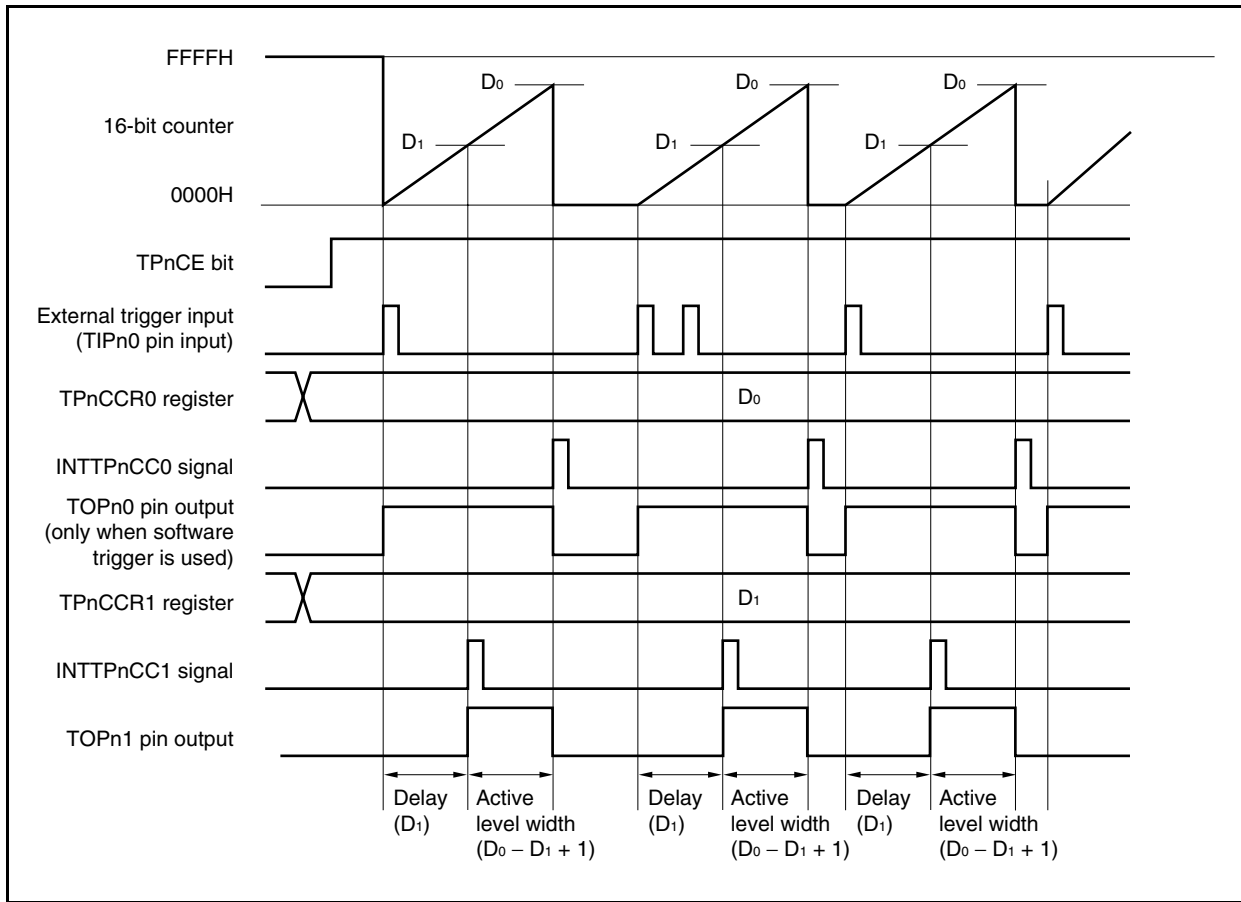 FFFFH
D0
D0
D0
16-bit counter
D1
D1
D1
0000H
TPnCE bit
External trigger input
(TIPn0 pin input)
TPnCCR0 register
D0
INTTPnCC0 signal
TOPn0 pin output
(only when software
trigger is used)
TPnCCR1 register
D1
INTTPnCC1 signal
TOPn1 pin output
Delay
(D1)
Active
level width
(D0 – D1 + 1)
Delay
(D1)
Active
level width
(D0 – D1 + 1)
Delay
(D1)
Active
level width
(D0 – D1 + 1)